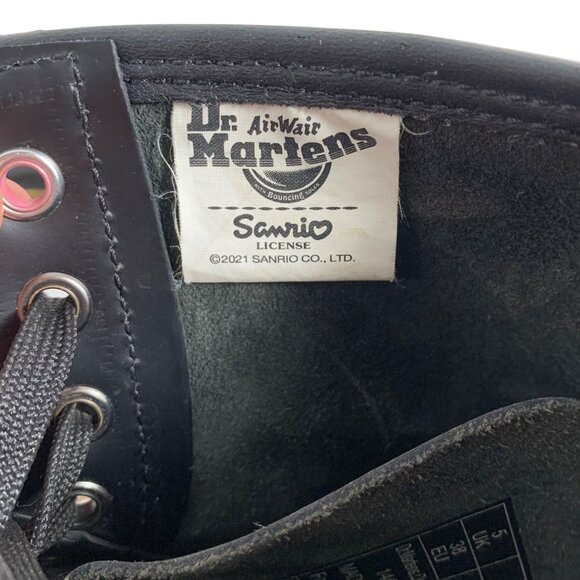 Dr. AirWair
Martens
WITH Bouncing SOLES
Sanrio
LICENSE
©2021 SANRIO CO., LTD.
5
UK
38
EU